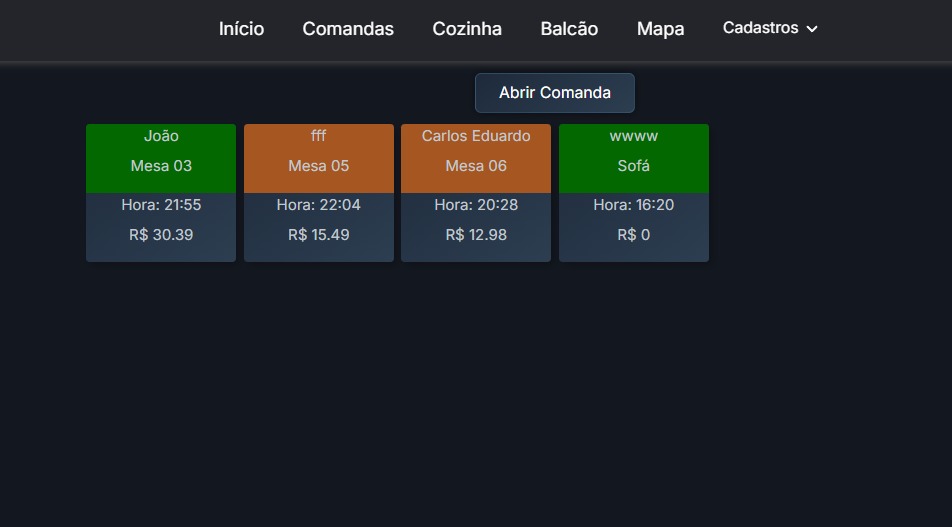 Início Comandas Cozinha Balcão Mapa Cadastros
Abrir Comanda
João
Mesa 03
Hora: 21:55
R$ 30.39
fff
Mesa 05
Hora: 22:04
R$ 15.49
Carlos Eduardo
Mesa 06
Hora: 20:28
R$ 12.98
wwww
Sofá
Hora: 16:20
R$ 0